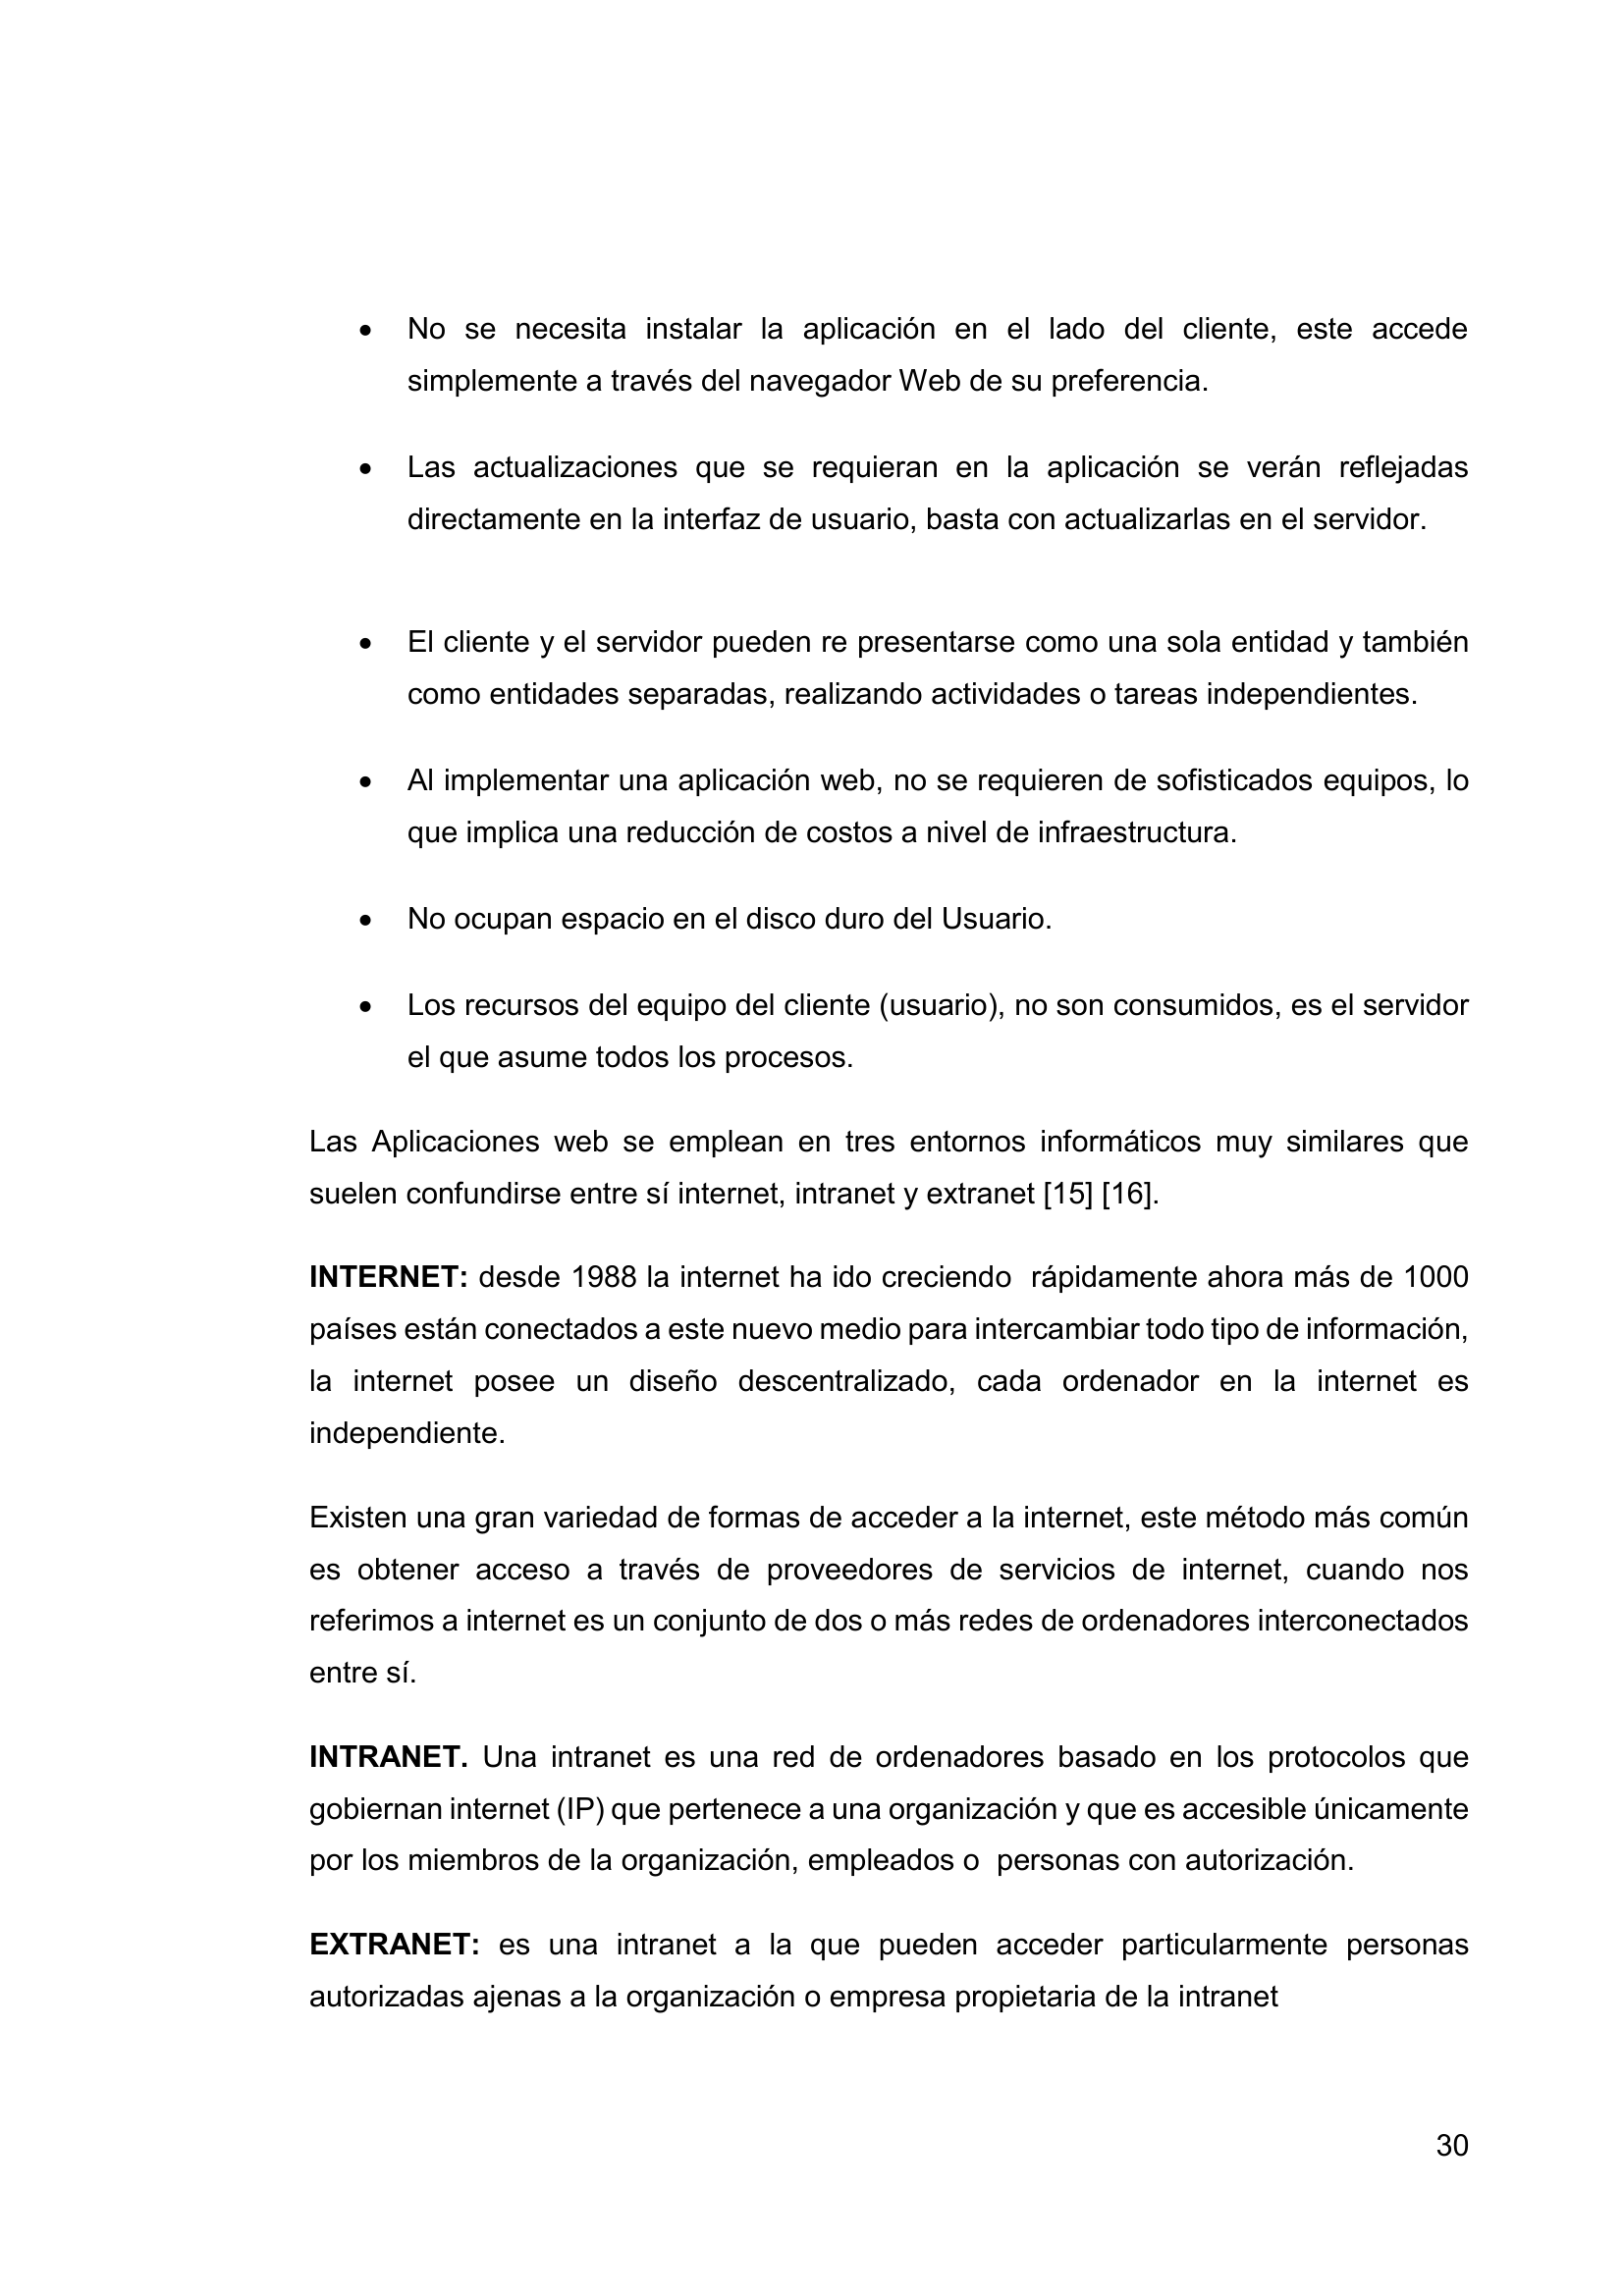 • No se necesita instalar la aplicación en el lado del cliente, este accede
simplemente a través del navegador Web de su preferencia.
• Las actualizaciones que se requieran en la aplicación se verán reflejadas
directamente en la interfaz de usuario, basta con actualizarlas en el servidor.
• El cliente y el servidor pueden re presentarse como una sola entidad y también
como entidades separadas, realizando actividades o tareas independientes.
• Al implementar una aplicación web, no se requieren de sofisticados equipos, lo
que implica una reducción de costos a nivel de infraestructura.
• No ocupan espacio en el disco duro del Usuario.
• Los recursos del equipo del cliente (usuario), no son consumidos, es el servidor
el que asume todos los procesos.
Las Aplicaciones web se emplean en tres entornos informáticos muy similares que
suelen confundirse entre sí internet, intranet y extranet [15] [16].
INTERNET: desde 1988 la internet ha ido creciendo  rápidamente ahora más de 1000
países están conectados a este nuevo medio para intercambiar todo tipo de información,
la internet posee un diseño descentralizado, cada ordenador en la internet es
independiente.
Existen una gran variedad de formas de acceder a la internet, este método más común
es obtener acceso a través de proveedores de servicios de internet, cuando nos
referimos a internet es un conjunto de dos o más redes de ordenadores interconectados
entre sí.
INTRANET. Una intranet es una red de ordenadores basado en los protocolos que
gobiernan internet (IP) que pertenece a una organización y que es accesible únicamente
por los miembros de la organización, empleados o  personas con autorización.
EXTRANET: es una intranet a la que pueden acceder particularmente personas
autorizadas ajenas a la organización o empresa propietaria de la intranet
30